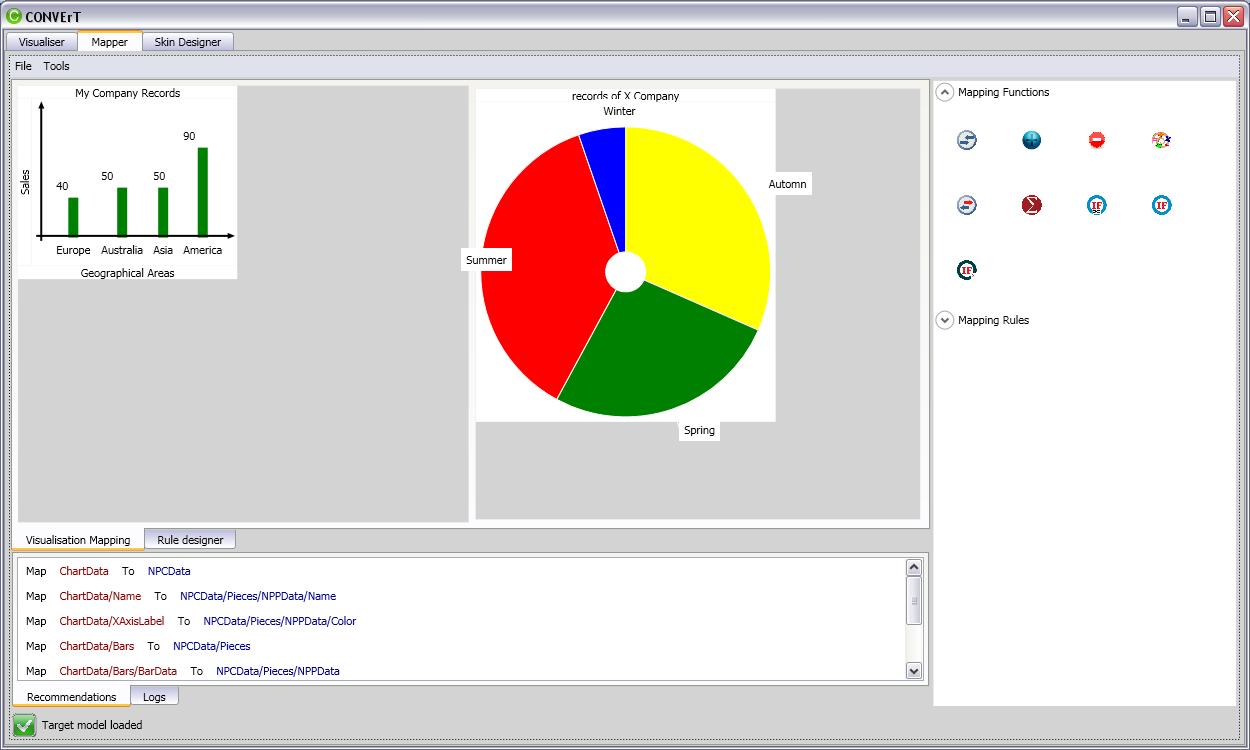 CONVErT
Visualiser Mapper Skin Designer
File Tools
My Company Records
90
50 50
40
Sales
Europe Australia Asia America
Geographical Areas
records of X Company
Winter
Automn
Summer
Spring
Mapping Functions
IF IF
IF
Mapping Rules
Visualisation Mapping Rule designer
Map ChartData To NPCData
Map ChartData/Name To NPCData/Pieces/NPPData/Name
Map ChartData/XAxisLabel To NPCData/Pieces/NPPData/Color
Map ChartData/Bars To NPCData/Pieces
Map ChartData/Bars/BarData To NPCData/Pieces/NPPData
Recommendations Logs
Target model loaded